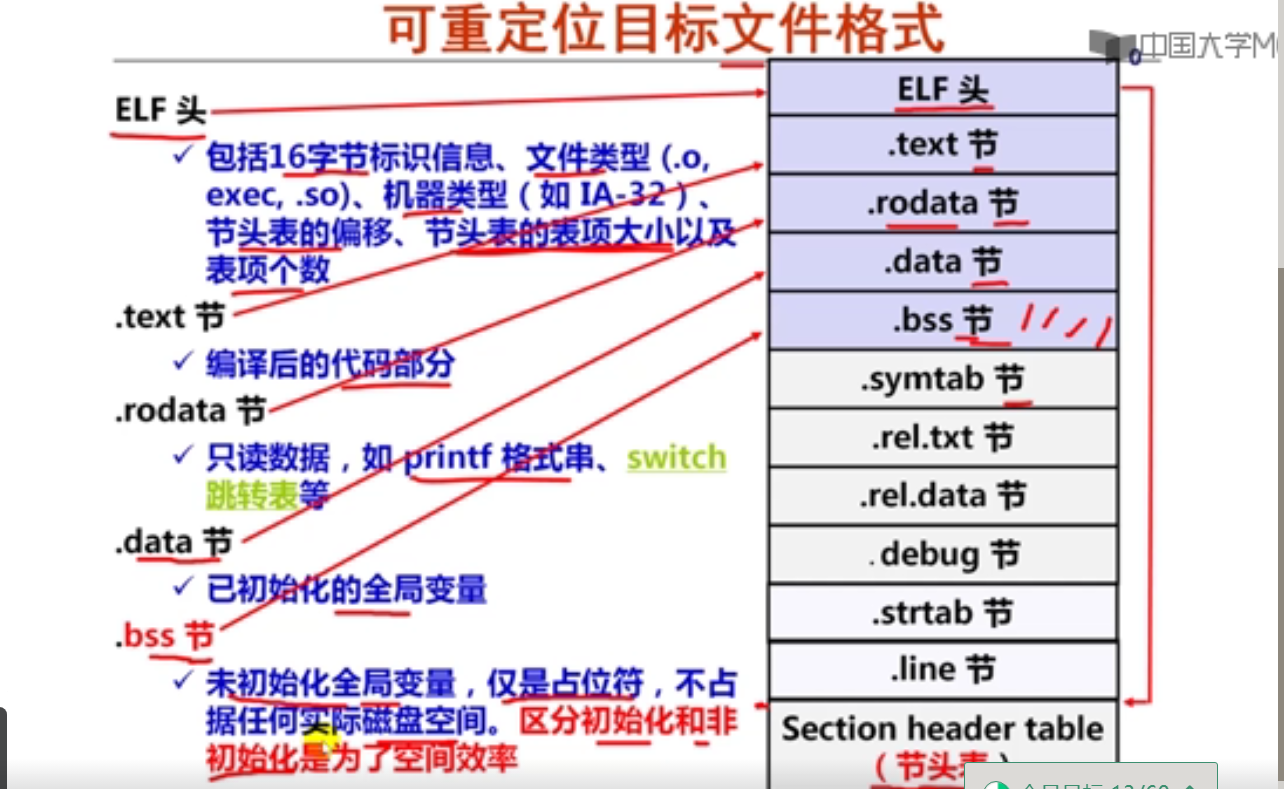 可重定位目标文件格式
中国大学M
0
ELF 头
✓ 包括16字节标识信息、文件类型 (.o,
exec, .so)、机器类型（如 IA-32）、
节头表的偏移、节头表的表项大小以及
表项个数
.text 节
✓ 编译后的代码部分
.rodata 节
✓ 只读数据，如 printf 格式串、switch
跳转表等
.data 节
✓ 已初始化的全局变量
.bss 节
✓ 未初始化全局变量，仅是占位符，不占
据任何实际磁盘空间。区分初始化和非
初始化是为了空间效率
ELF 头
.text 节
.rodata 节
.data 节
.bss 节
.symtab 节
.rel.txt 节
.rel.data 节
.debug 节
.strtab 节
.line 节
Section header table
（节头表）